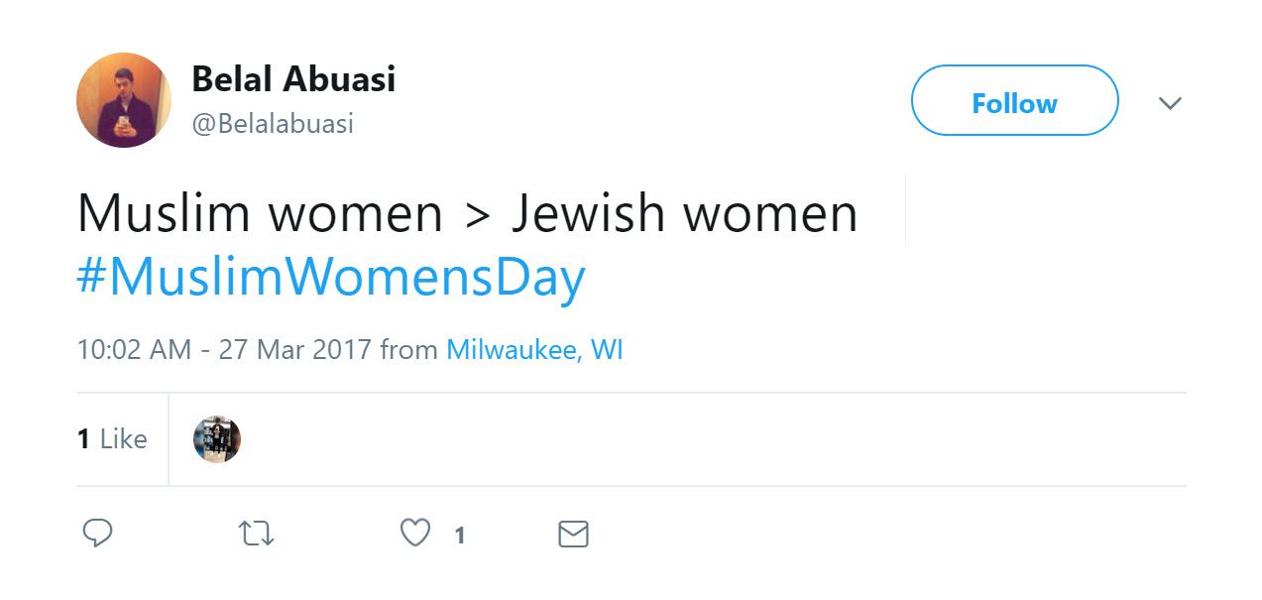 Belal Abuasi
@Belalabuasi
Follow
Muslim women > Jewish women
#MuslimWomensDay
10:02 AM - 27 Mar 2017 from Milwaukee, WI
1 Like
1